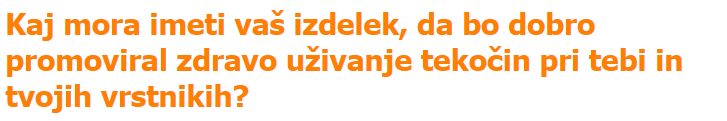 Kaj mora imeti vaš izdelek, da bo dobro
promoviral zdravo uživanje tekočin pri tebi in
tvojih vrstnikih?